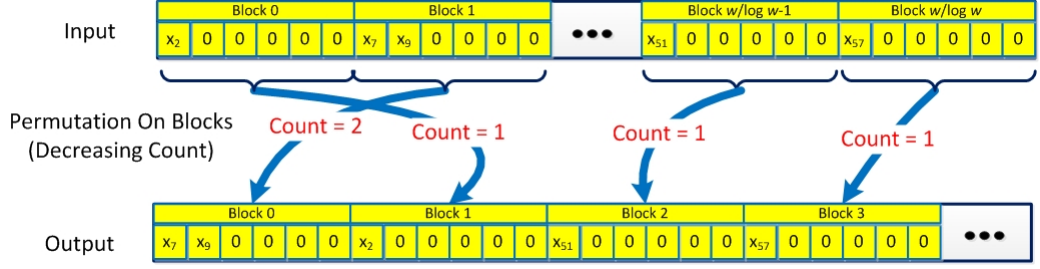 Block 0 Block 1 Block w/log w-1 Block w/log w
Input x2 0 0 0 0 0 x7 x9 0 0 0 0 ••• x51 0 0 0 0 0 x57 0 0 0 0 0
Permutation On Blocks
(Decreasing Count)
Count = 2 Count = 1 Count = 1 Count = 1
Block 0 Block 1 Block 2 Block 3
Output x7 x9 0 0 0 0 x2 0 0 0 0 0 x51 0 0 0 0 0 x57 0 0 0 0 0 •••